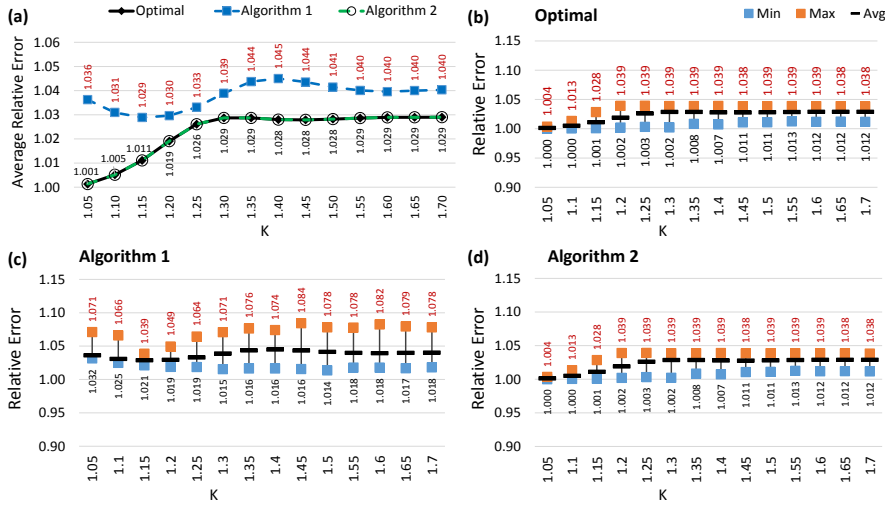 (a)
Optimal Algorithm 1 Algorithm 2
Average Relative Error
1.06
1.05
1.04
1.03
1.02
1.01
1.00
1.036 1.031 1.029 1.030 1.033 1.039 1.044 1.045 1.044 1.041 1.040 1.040 1.040 1.040
1.001 1.005 1.011 1.019 1.026 1.029 1.029 1.028 1.028 1.028 1.029 1.029 1.029 1.029
1.05 1.10 1.15 1.20 1.25 1.30 1.35 1.40 1.45 1.50 1.55 1.60 1.65 1.70
K
(b)
Optimal
Min Max Avg
Relative Error
1.15
1.10
1.05
1.00
0.95
0.90
1.004 1.013 1.028 1.039 1.039 1.039 1.039 1.039 1.038 1.039 1.039 1.039 1.038 1.038
1.000 1.000 1.001 1.002 1.003 1.002 1.008 1.007 1.011 1.011 1.013 1.012 1.012 1.012
1.05 1.1 1.15 1.2 1.25 1.3 1.35 1.4 1.45 1.5 1.55 1.6 1.65 1.7
K
(c)
Algorithm 1
Relative Error
1.15
1.10
1.05
1.00
0.95
0.90
1.071 1.066 1.039 1.049 1.064 1.071 1.076 1.074 1.084 1.078 1.078 1.082 1.079 1.078
1.032 1.025 1.021 1.019 1.019 1.015 1.016 1.016 1.016 1.014 1.018 1.018 1.017 1.018
1.05 1.1 1.15 1.2 1.25 1.3 1.35 1.4 1.45 1.5 1.55 1.6 1.65 1.7
K
(d)
Algorithm 2
Relative Error
1.15
1.10
1.05
1.00
0.95
0.90
1.004 1.013 1.028 1.039 1.039 1.039 1.039 1.039 1.038 1.039 1.039 1.039 1.038 1.038
1.000 1.000 1.001 1.002 1.003 1.002 1.008 1.007 1.011 1.011 1.013 1.012 1.012 1.012
1.05 1.1 1.15 1.2 1.25 1.3 1.35 1.4 1.45 1.5 1.55 1.6 1.65 1.7
K